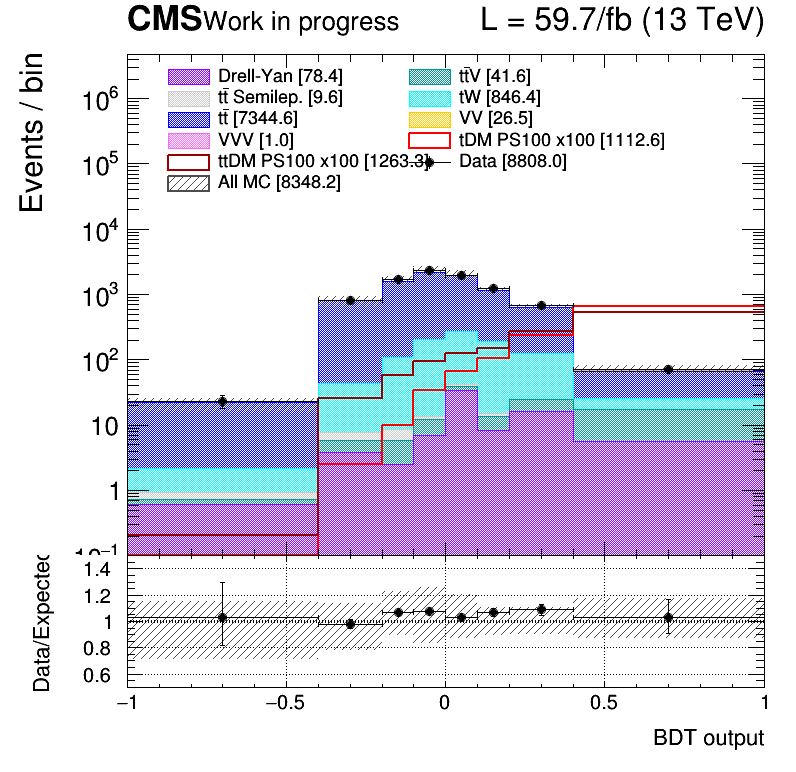 CMS Work in progress L = 59.7/fb (13 TeV)
Events / bin
Drell-Yan [78.4] tt̄V [41.6]
tt̄ Semilep. [9.6] tW [846.4]
tt̄ [7344.6] VV [26.5]
VVV [1.0] tDM PS100 x100 [1112.6]
ttDM PS100 x100 [1263.3] Data [8808.0]
All MC [8348.2]
10⁶
10⁵
10⁴
10³
10²
10
1
10⁻¹
Data/Expected
1.4
1.2
1
0.8
0.6
−1 −0.5 0 0.5 1
BDT output